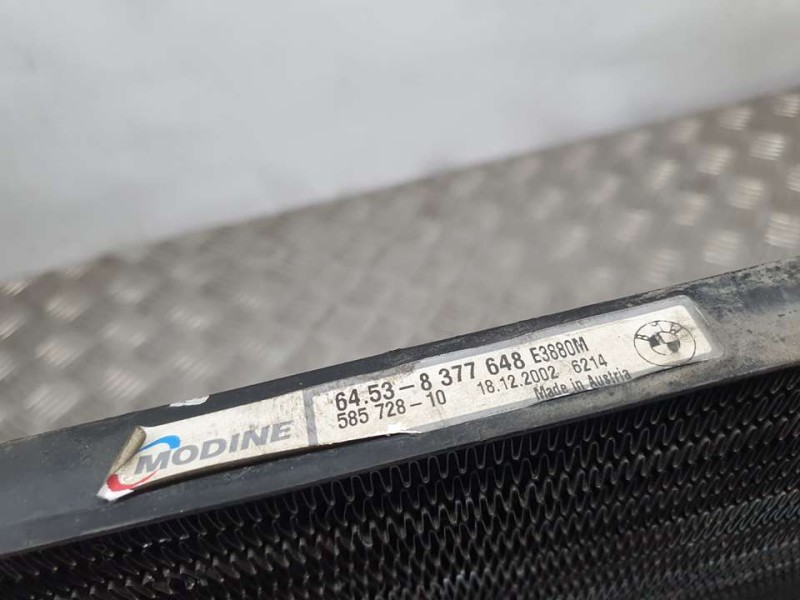 MODINE
64.53-8 377 648 E3880M
585 728-10 18.12.2002 6214
Made in Austria